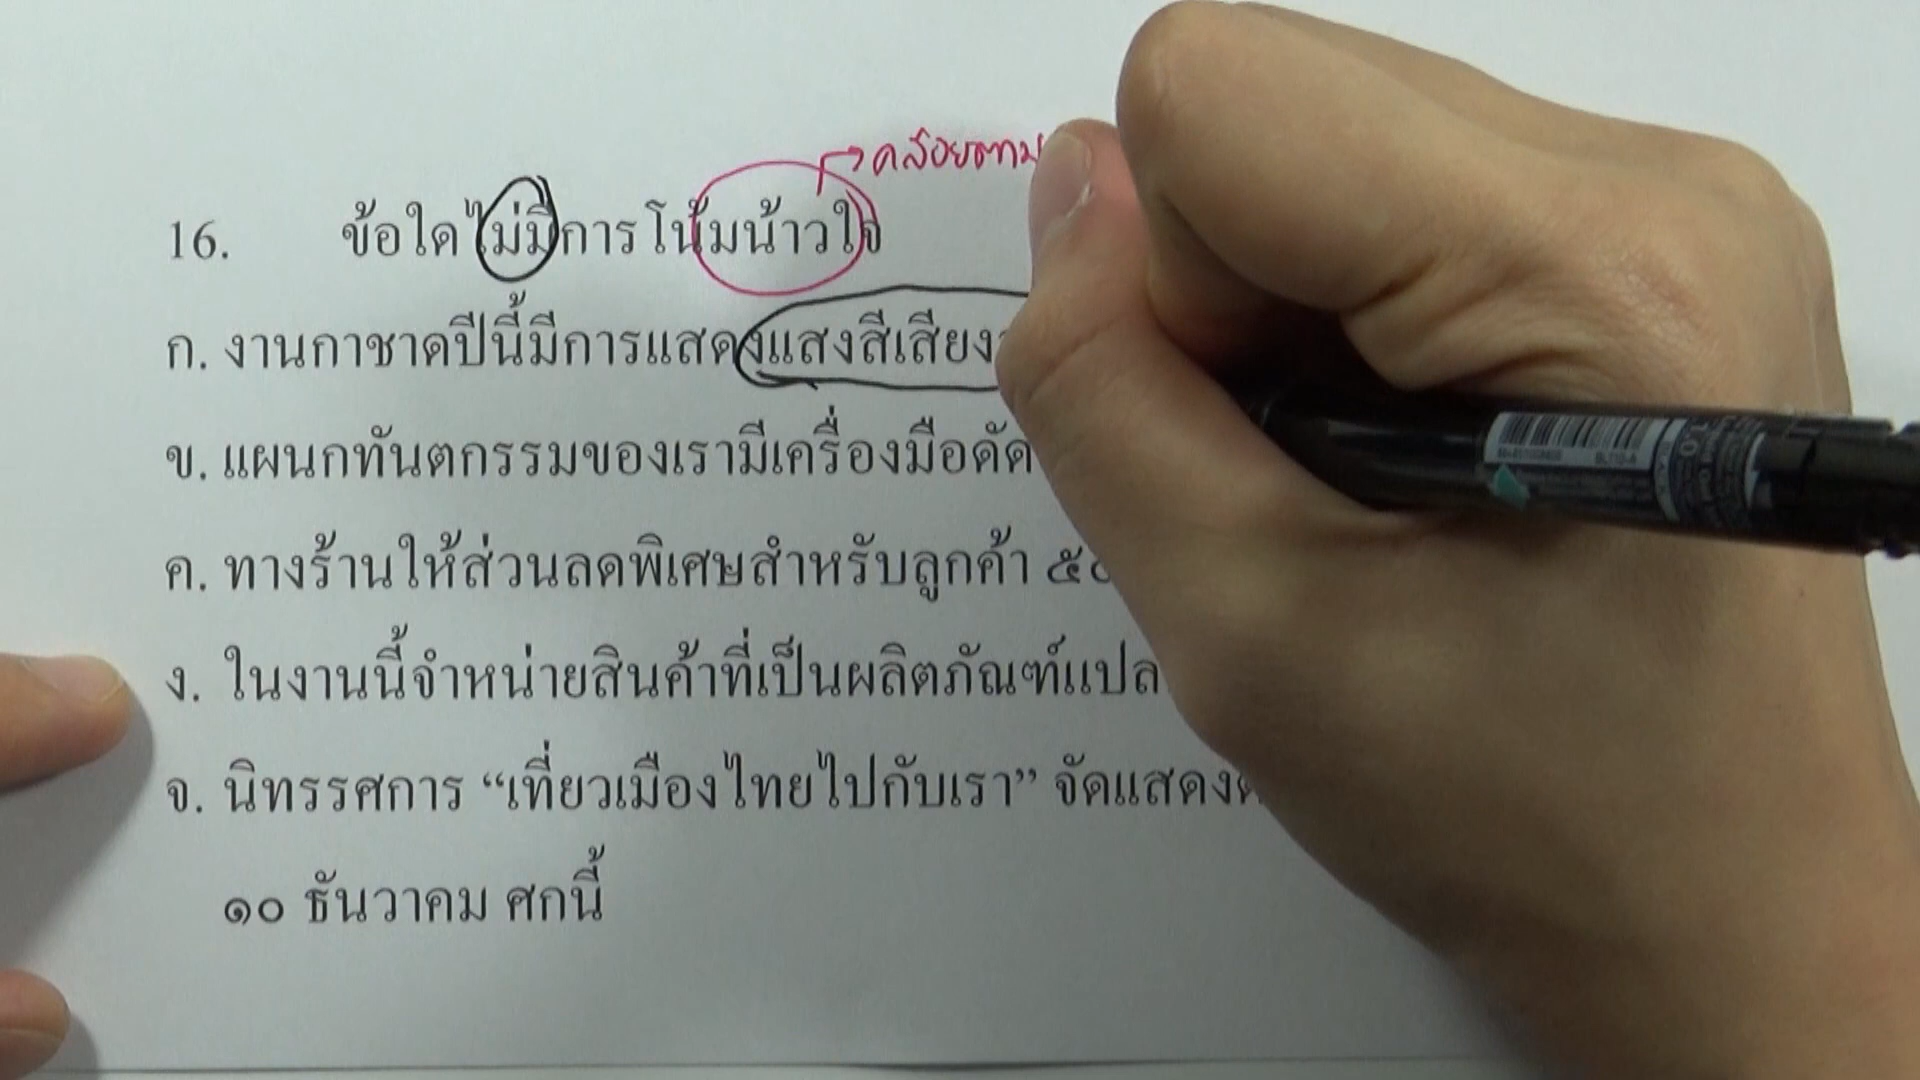 คล้อยตาม
16. ข้อใดไม่มีการโน้มน้าวใจ
ก. งานกาชาดปีนี้มีการแสดงแสงสีเสียง
ข. แผนกทันตกรรมของเรามีเครื่องมือดัด
ค. ทางร้านให้ส่วนลดพิเศษสำหรับลูกค้า ๕๐
ง. ในงานนี้จำหน่ายสินค้าที่เป็นผลิตภัณฑ์แปล
จ. นิทรรศการ “เที่ยวเมืองไทยไปกับเรา” จัดแสดง
๑๐ ธันวาคม ศกนี้